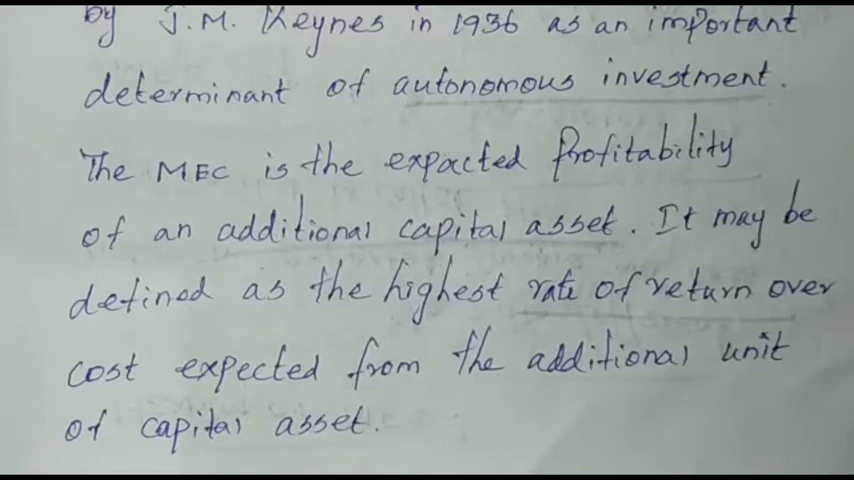 by J.M. Keynes in 1936 as an important
determinant of autonomous investment.
The MEC is the expacted Profitability
of an additional capital asset. It may be
defined as the highest rate of return over
cost expected from the additional unit
of capital asset.